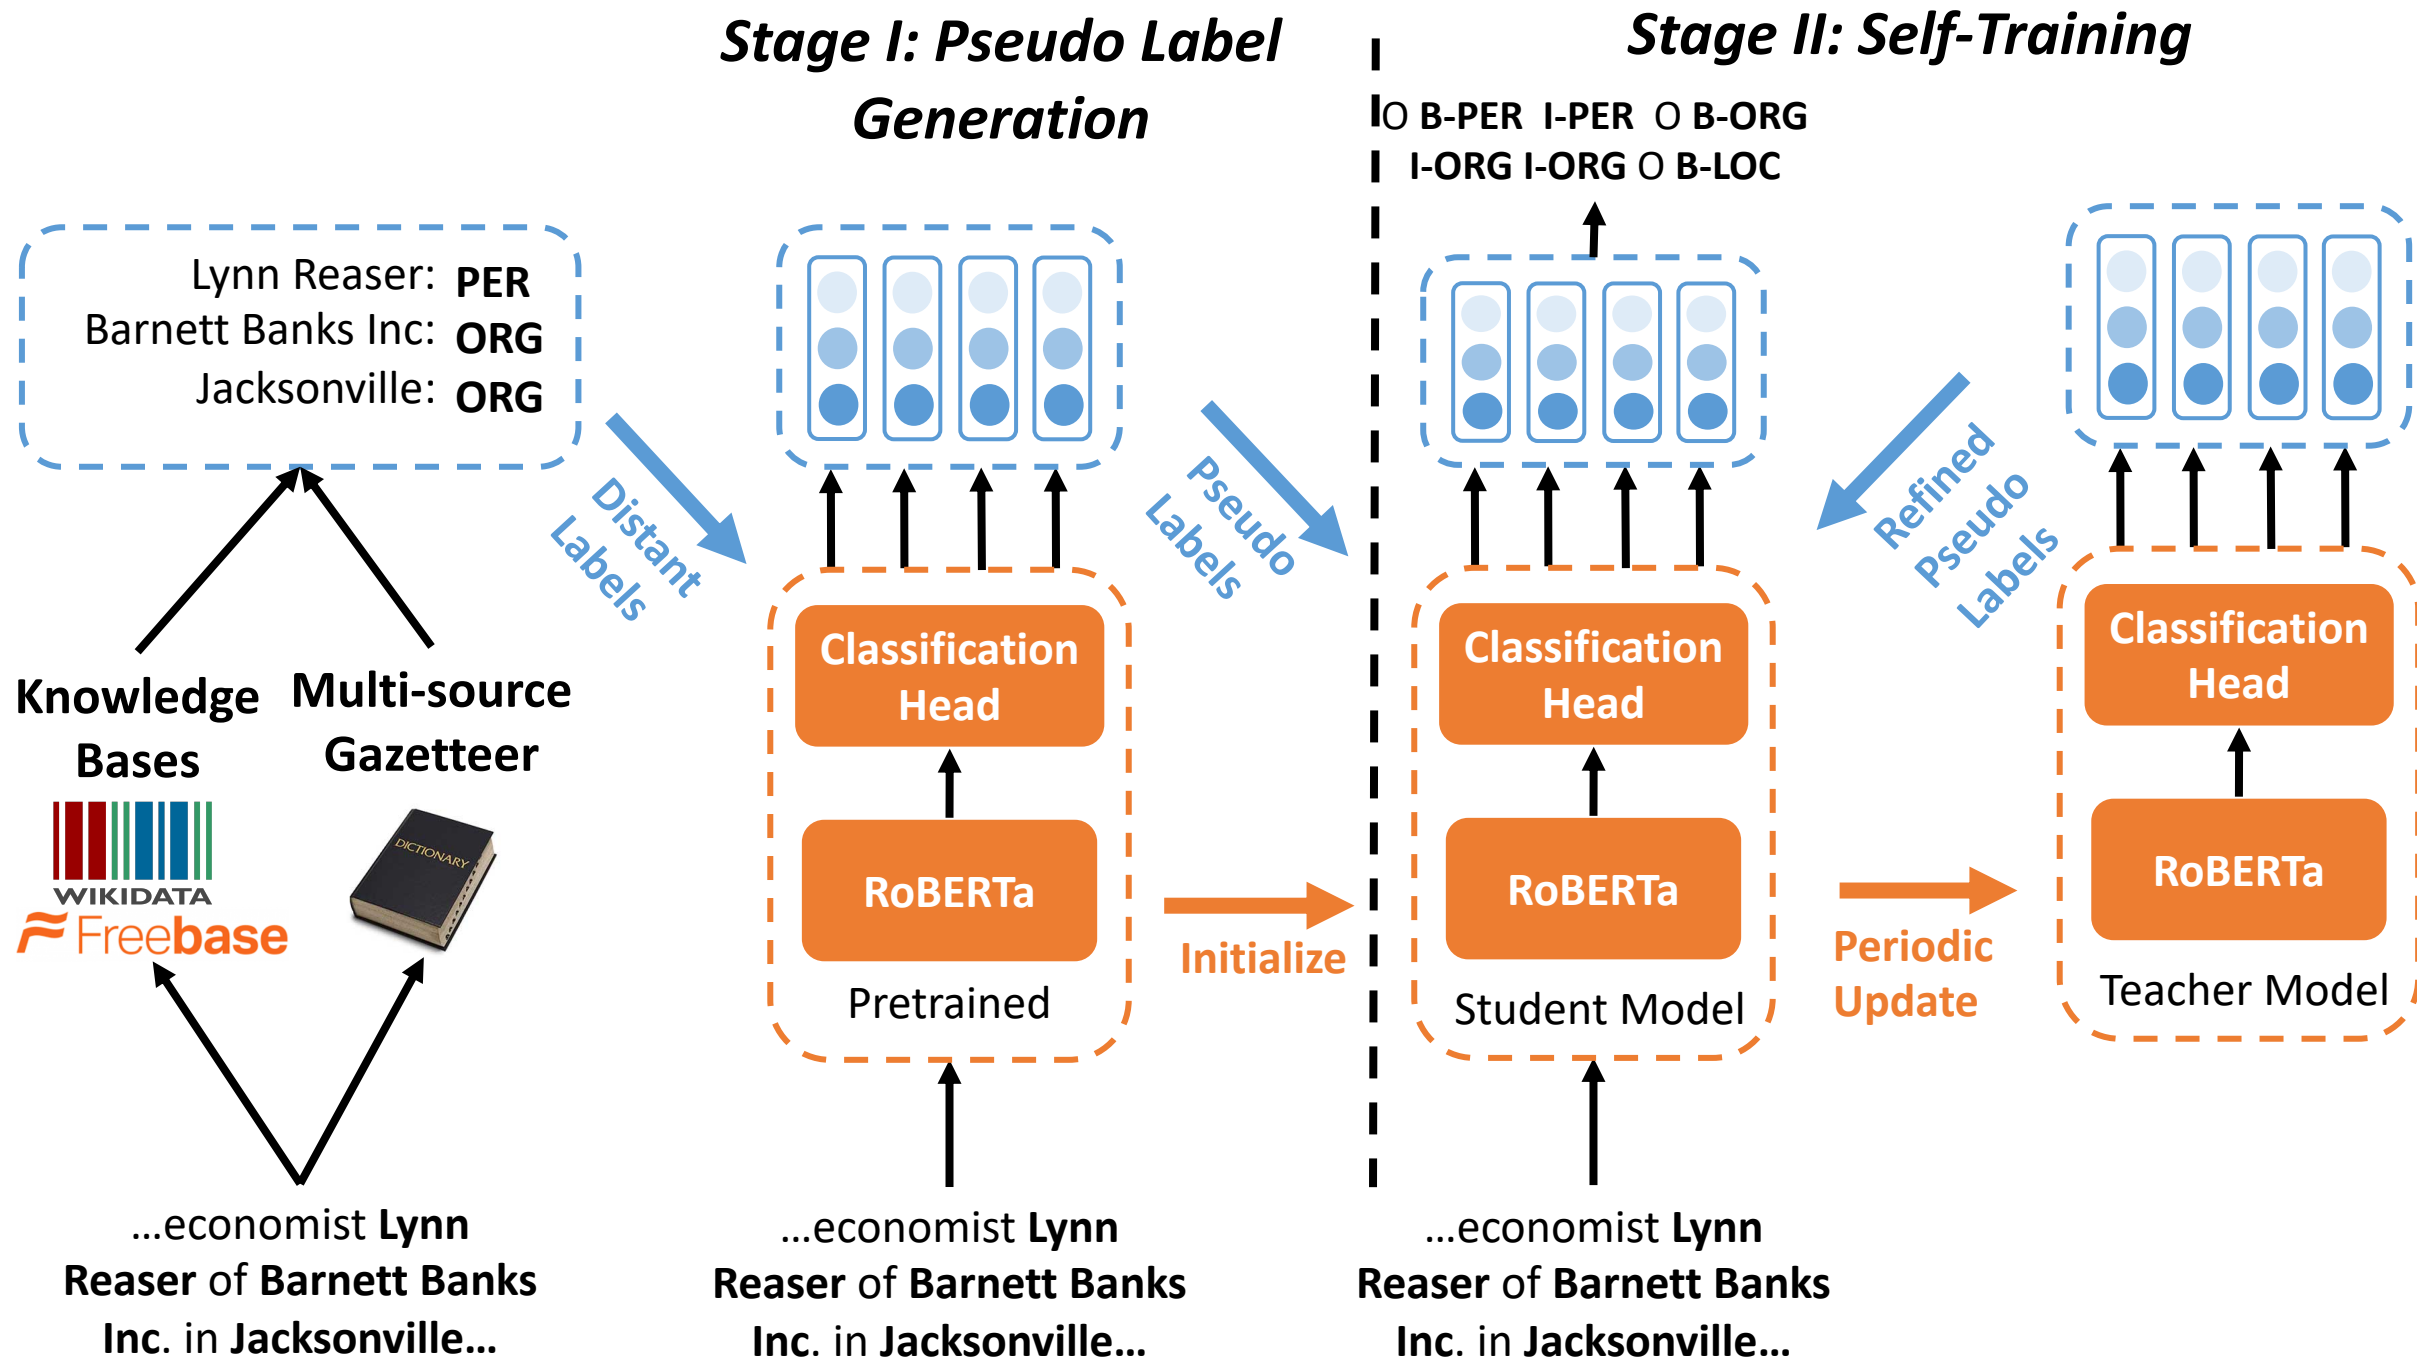 Stage I: Pseudo Label
Generation
Stage II: Self-Training
O B-PER I-PER O B-ORG
I-ORG I-ORG O B-LOC
Lynn Reaser: PER
Barnett Banks Inc: ORG
Jacksonville: ORG
Distant
Labels
Pseudo
Labels
Refined
Pseudo
Labels
Knowledge
Bases
Multi-source
Gazetteer
WIKIDATA
Freebase
DICTIONARY
Classification
Head
RoBERTa
Pretrained
Initialize
Classification
Head
RoBERTa
Student Model
Periodic
Update
Classification
Head
RoBERTa
Teacher Model
...economist Lynn
Reaser of Barnett Banks
Inc. in Jacksonville...
...economist Lynn
Reaser of Barnett Banks
Inc. in Jacksonville...
...economist Lynn
Reaser of Barnett Banks
Inc. in Jacksonville...